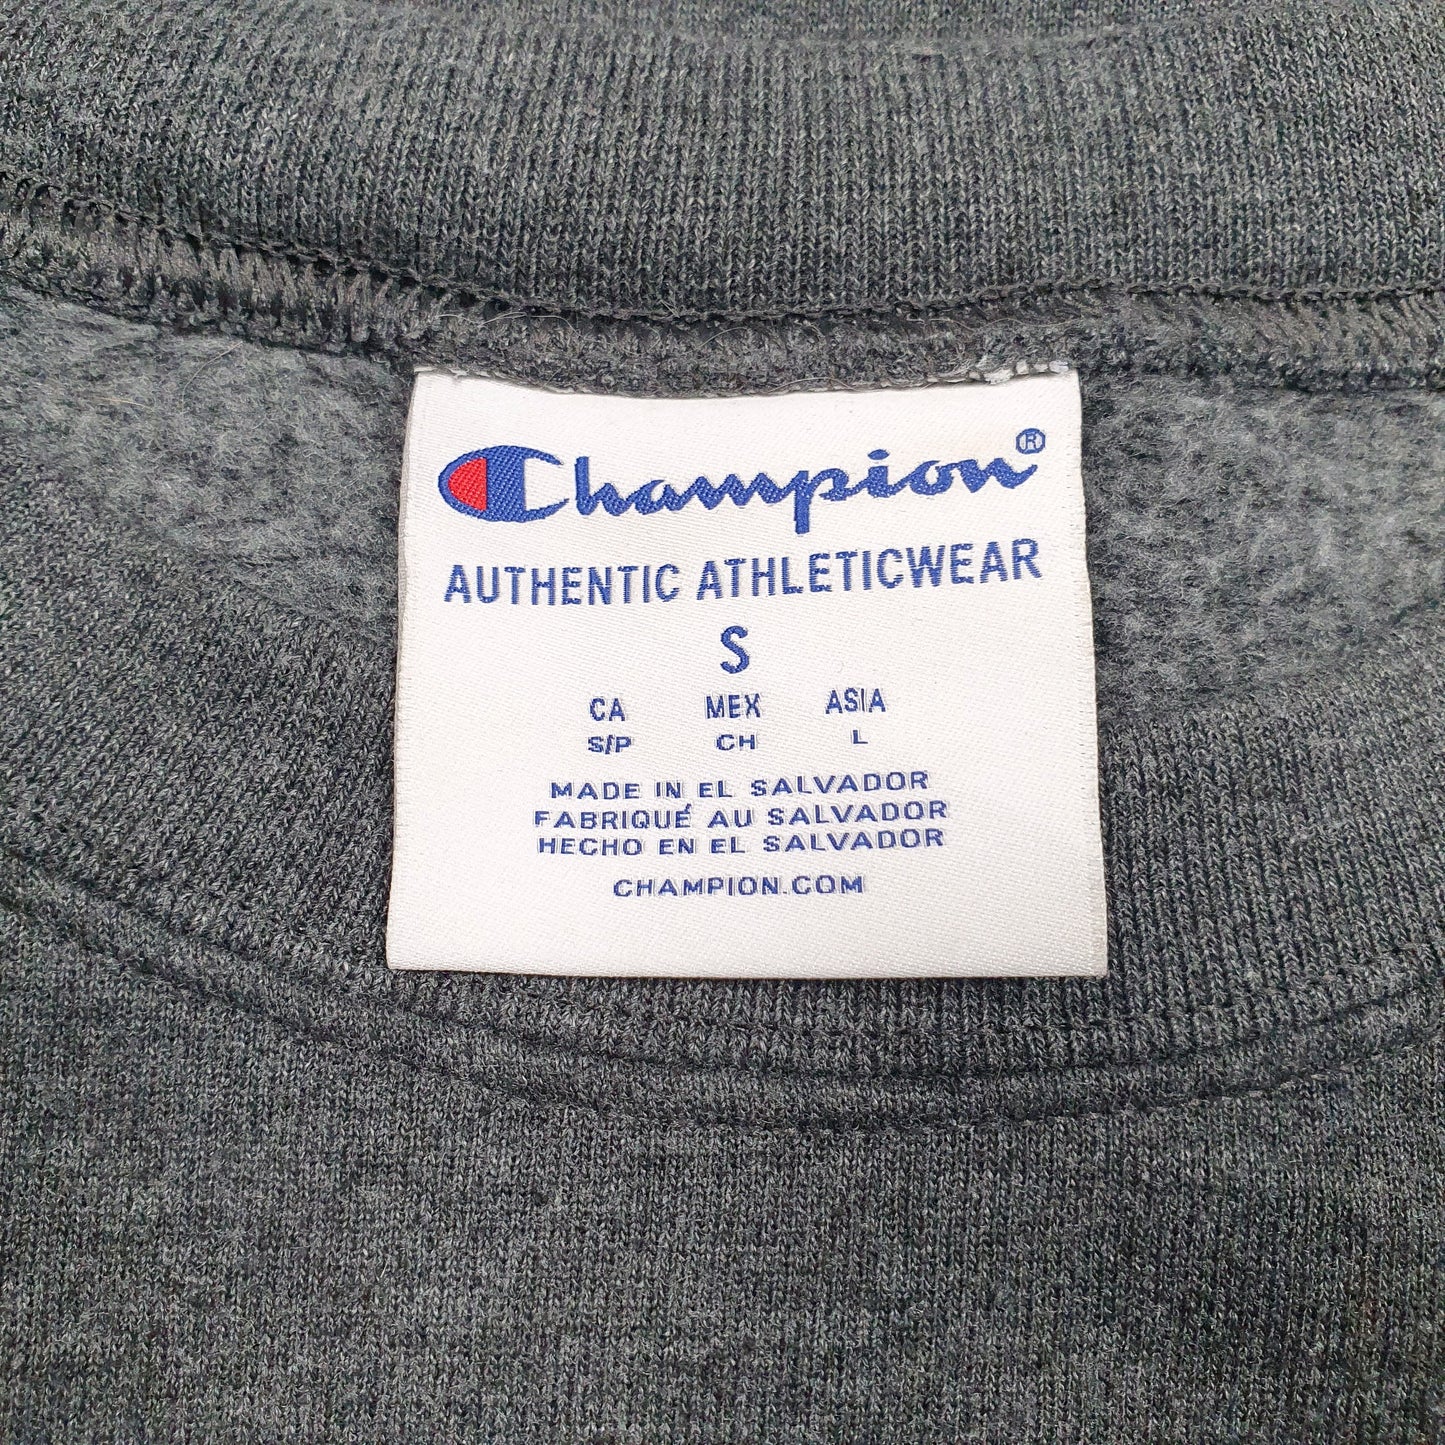 Champion®
AUTHENTIC ATHLETICWEAR
S
CA MEX ASIA
S/P CH L
MADE IN EL SALVADOR
FABRIQUÉ AU SALVADOR
HECHO EN EL SALVADOR
CHAMPION.COM